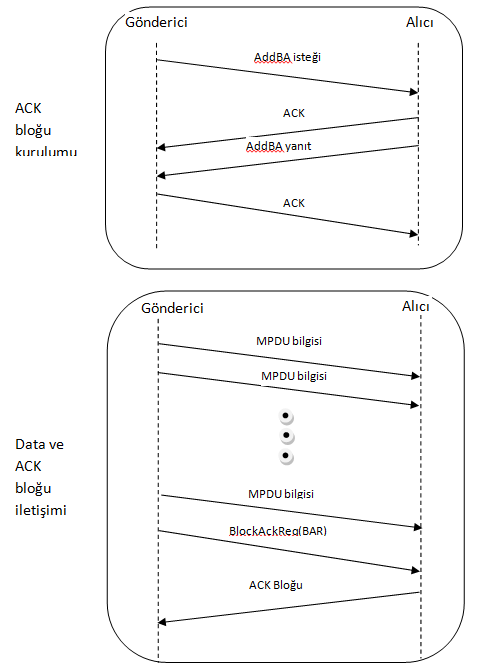 Gönderici
Alıcı
AddBA isteği
ACK
bloğu
kurulumu
ACK
AddBA yanıt
ACK
Gönderici
Alıcı
MPDU bilgisi
MPDU bilgisi
Data ve
ACK
bloğu
iletişimi
MPDU bilgisi
BlockAckReq(BAR)
ACK Bloğu